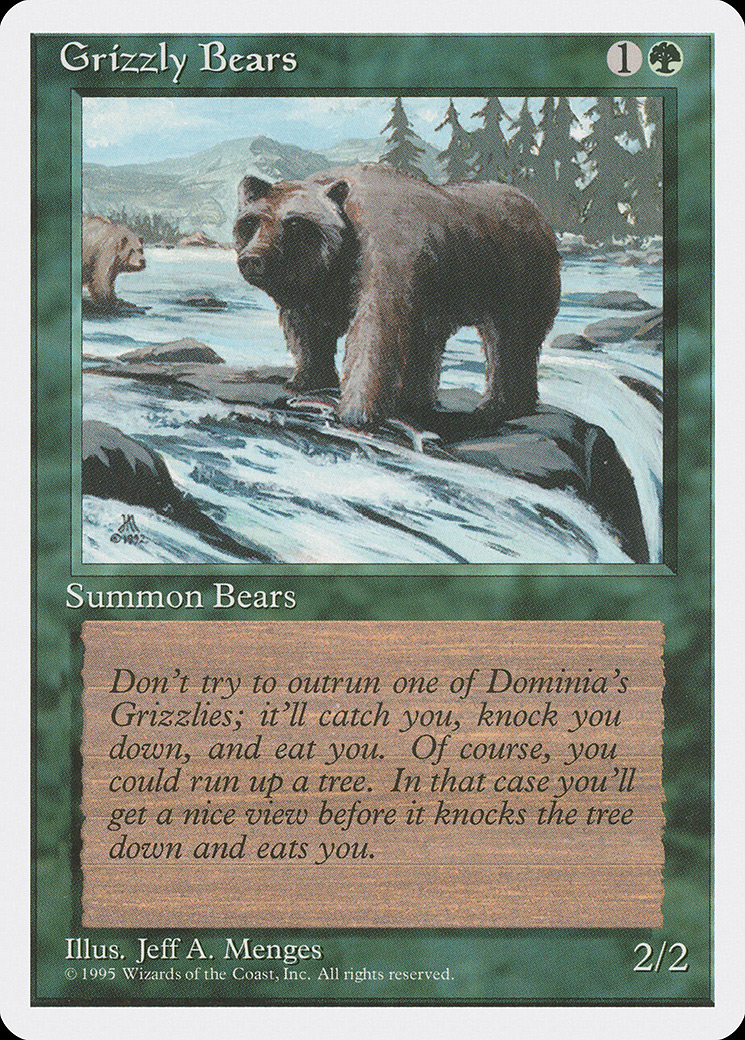 Grizzly Bears
1
©1992
Summon Bears
Don't try to outrun one of Dominia's
Grizzlies; it'll catch you, knock you
down, and eat you. Of course, you
could run up a tree. In that case you'll
get a nice view before it knocks the tree
down and eats you.
Illus. Jeff A. Menges
2/2
© 1995 Wizards of the Coast, Inc. All rights reserved.